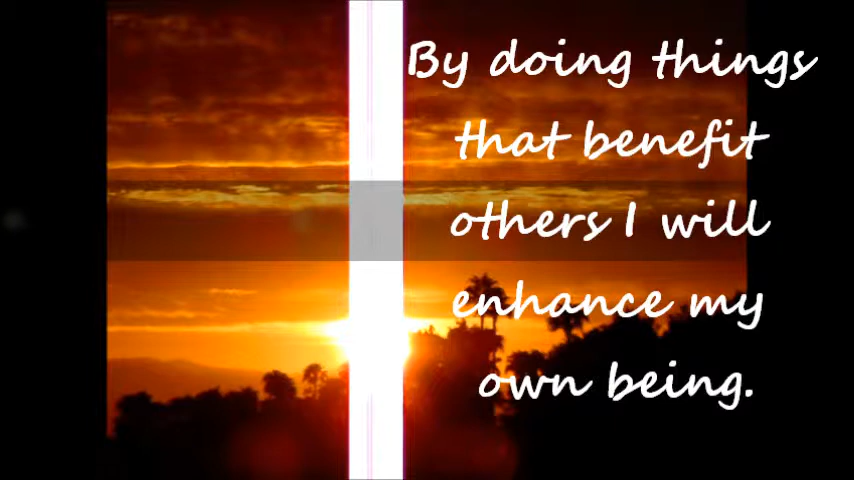 By doing things
that benefit
others I will
enhance my
own being.